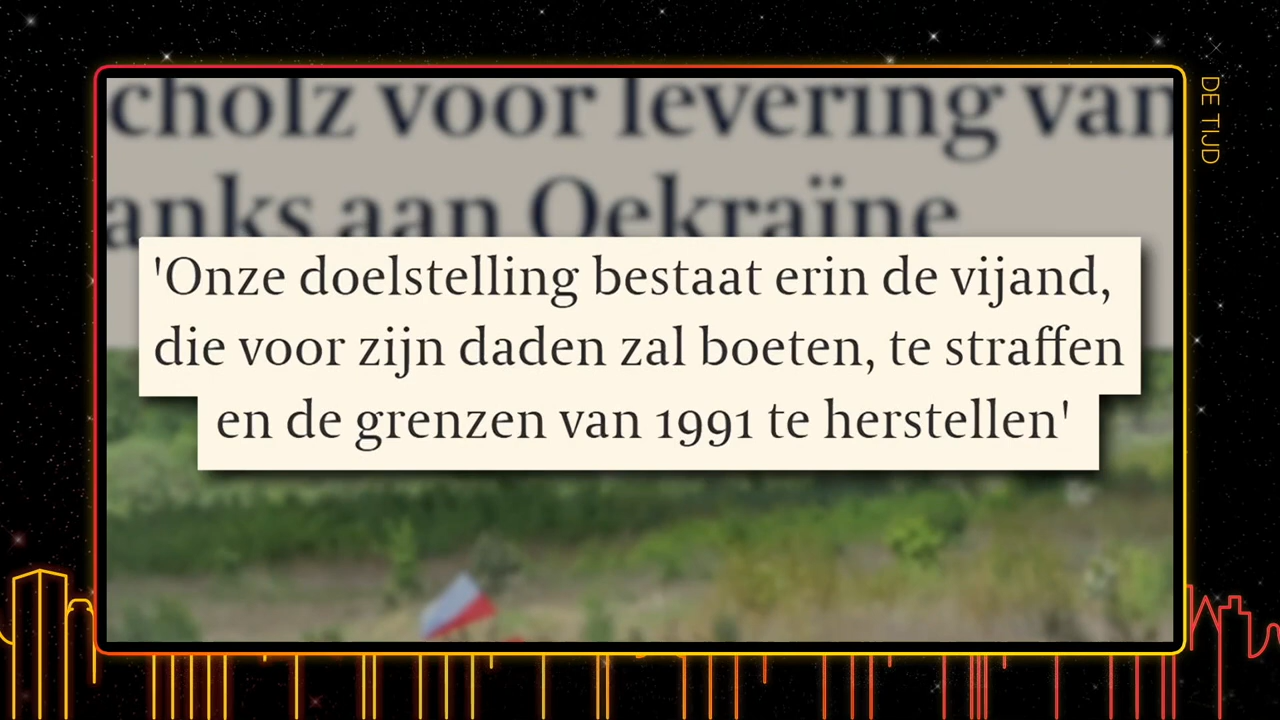 cholz voor levering van
anks aan Oekraïne
'Onze doelstelling bestaat erin de vijand,
die voor zijn daden zal boeten, te straffen
en de grenzen van 1991 te herstellen'
DE TIJD